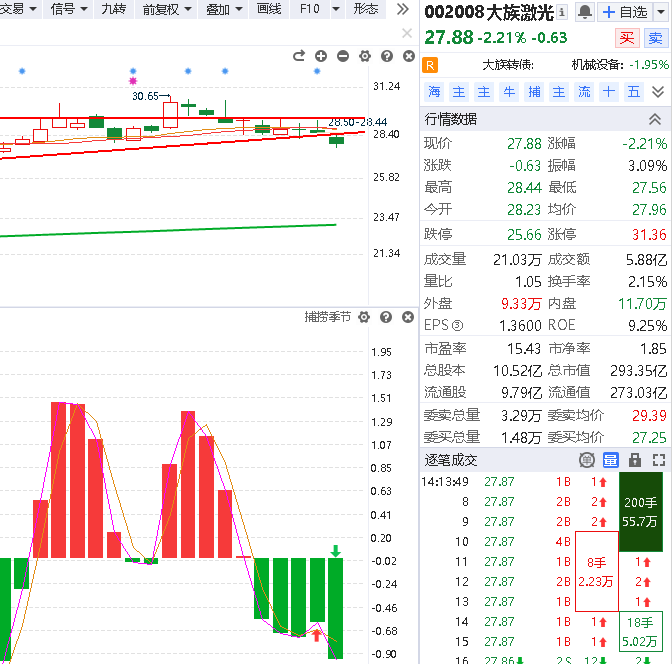 交易 信号 九转 前复权 叠加 画线 F10 形态
31.24
30.65
28.50-28.44
28.40
25.82
23.47
21.34
捕捞季节
1.95
1.73
1.51
1.29
1.07
0.85
0.63
0.41
0.20
-0.02
-0.24
-0.46
-0.68
-0.90
002008大族激光 自选
27.88 -2.21% -0.63 买 卖
R 大族转债: 机械设备: -1.95%
海 主 主 牛 捕 主 流 十 五
行情数据
现价 27.88 涨幅 -2.21%
涨跌 -0.63 振幅 3.09%
最高 28.44 最低 27.56
今开 28.23 均价 27.96
跌停 25.66 涨停 31.36
成交量 21.03万 成交额 5.88亿
量比 1.05 换手率 2.15%
外盘 9.33万 内盘 11.70万
EPS③ 1.3600 ROE 9.25%
市盈率 15.43 市净率 1.85
总股本 10.52亿 总市值 293.35亿
流通股 9.79亿 流通值 273.03亿
委卖总量 3.29万 委卖均价 29.39
委买总量 1.48万 委买均价 27.25
逐笔成交 量
14:13:49 27.87 1B 1
8 27.87 2B 2 200手
9 27.87 2B 2 55.7万
10 27.87 4B
11 27.87 1B 8手 1
12 27.87 2B 2.23万 2
13 27.87 1B 1
14 27.87 1B 1 18手
15 27.87 1B 1 5.02万
16 27.86 2S 12 2